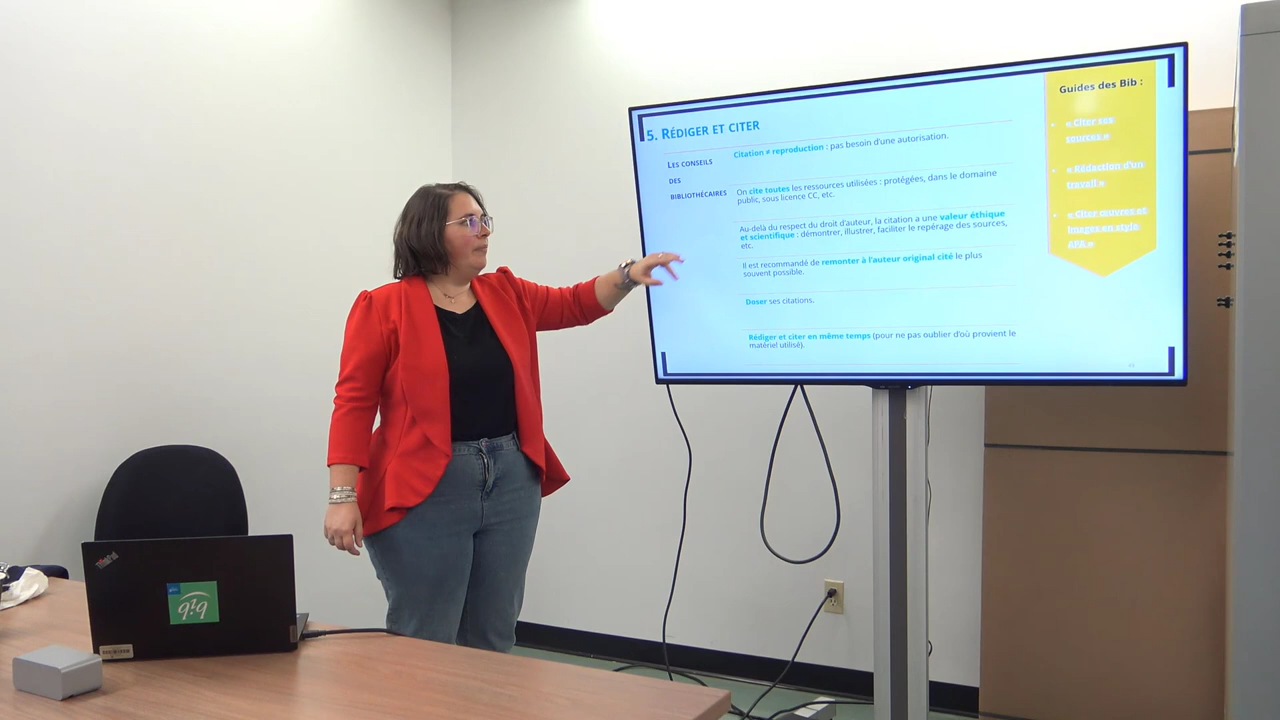 5. RÉDIGER ET CITER
LES CONSEILS
DES
BIBLIOTHÉCAIRES
Citation ≠ reproduction : pas besoin d'une autorisation.
On cite toutes les ressources utilisées : protégées, dans le domaine
public, sous licence CC, etc.
Au-delà du respect du droit d'auteur, la citation a une valeur éthique
et scientifique : démontrer, illustrer, faciliter le repérage des sources,
etc.
Il est recommandé de remonter à l'auteur original cité le plus
souvent possible.
Doser ses citations.
Rédiger et citer en même temps (pour ne pas oublier d'où provient le
matériel utilisé).
Guides des Bib :
« Citer ses
sources »
« Rédaction d'un
travail »
« Citer œuvres et
images en style
APA »
ThinkPad
bib